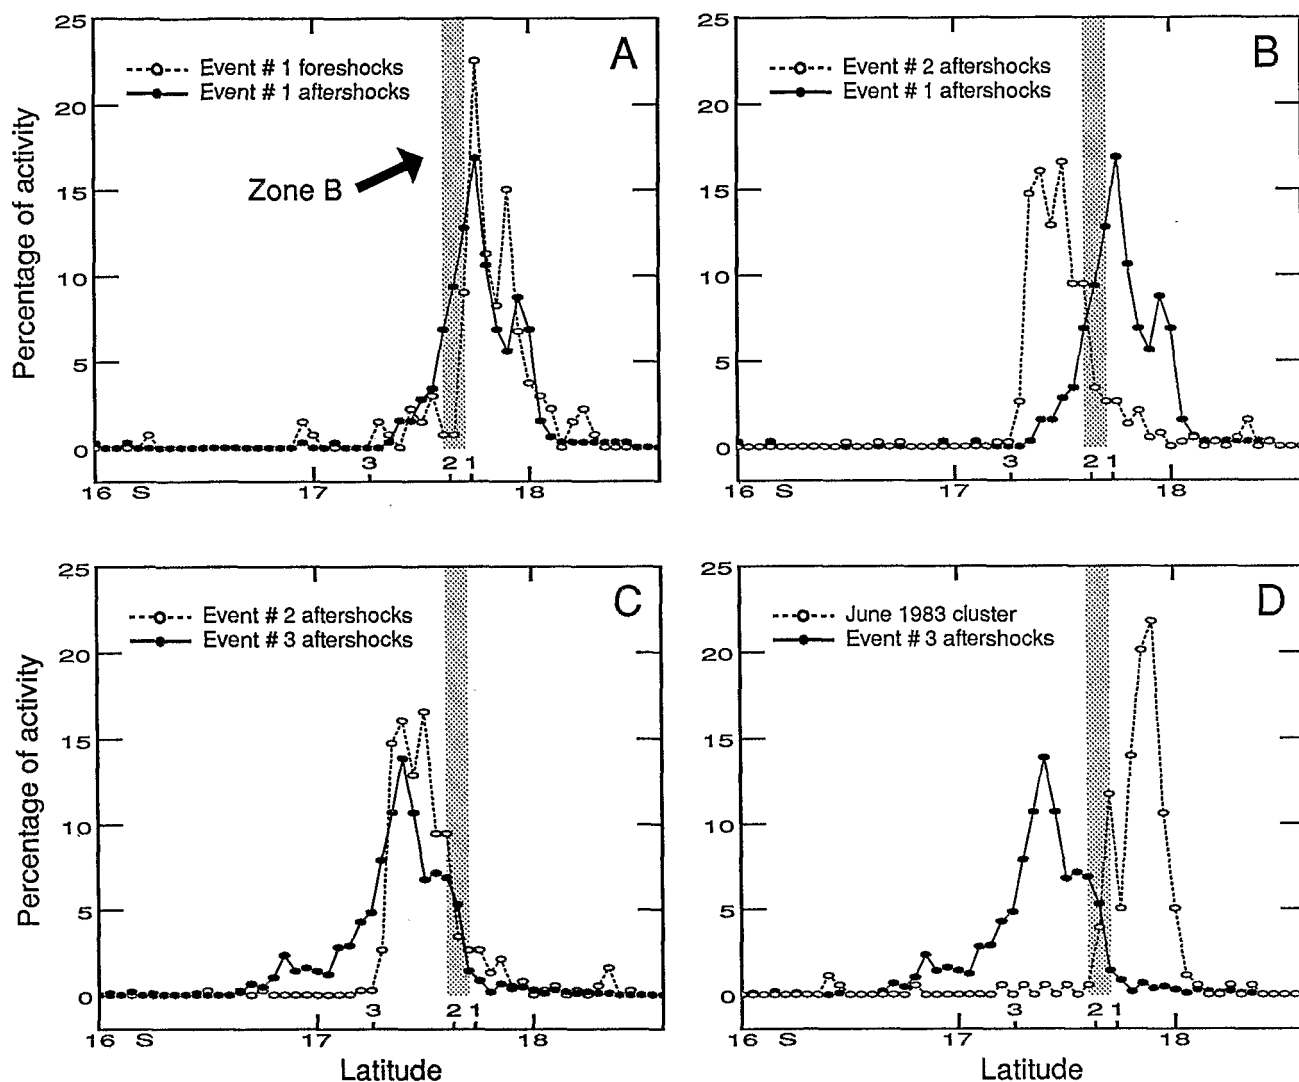 25
20
15
10
5
0
Percentage of activity
Event # 1 foreshocks
Event # 1 aftershocks
A
Zone B
3 2 1
16 S 17 18
25
20
15
10
5
0
Event # 2 aftershocks
Event # 1 aftershocks
B
3 2 1
16 S 17 18
25
20
15
10
5
0
Percentage of activity
Event # 2 aftershocks
Event # 3 aftershocks
C
3 2 1
16 S 17 18
Latitude
25
20
15
10
5
0
June 1983 cluster
Event # 3 aftershocks
D
3 2 1
16 S 17 18
Latitude